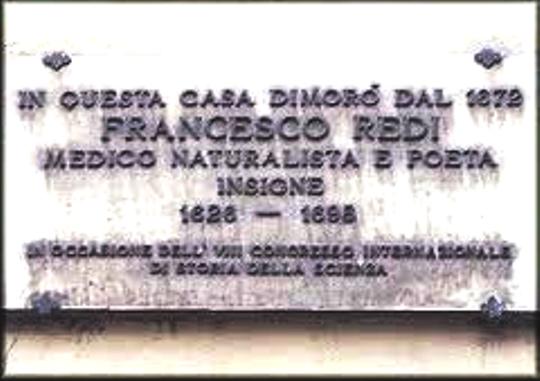 IN QUESTA CASA DIMORÓ DAL 1672
FRANCESCO REDI
MEDICO NATURALISTA E POETA
INSIGNE
1626 — 1698
IN OCCASIONE DELL' VIII CONGRESSO INTERNAZIONALE
DI STORIA DELLA SCIENZA